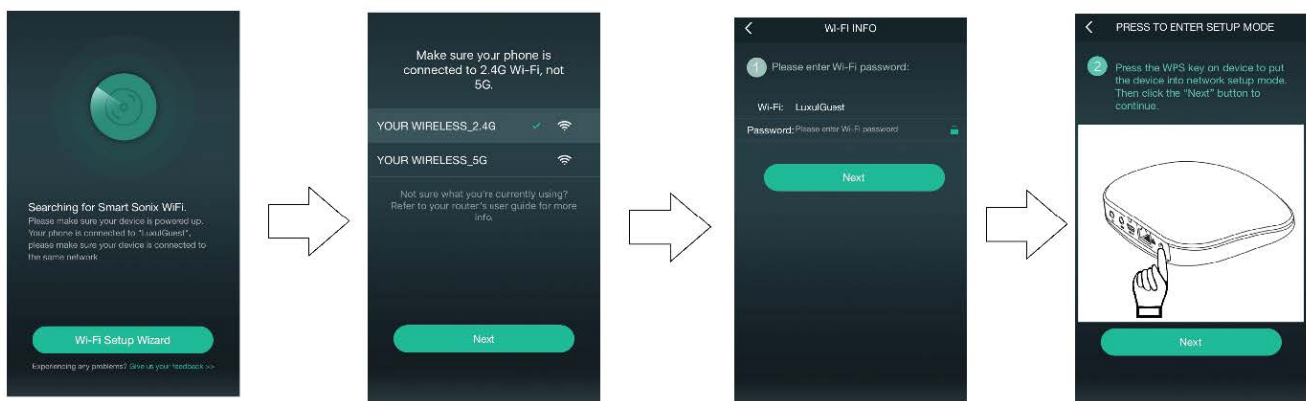 Searching for Smart Sonix WiFi.
Please make sure your device is powered up.
Your phone is connected to "LuxulGuest",
please make sure your device is connected to
the same network
Wi-Fi Setup Wizard
Experiencing any problems? Give us your feedback >>
Make sure your phone is
connected to 2.4G Wi-Fi, not
5G.
YOUR WIRELESS_2.4G
YOUR WIRELESS_5G
Not sure what you're currently using?
Refer to your router's user guide for more
info.
Next
WI-FI INFO
1 Please enter Wi-Fi password:
Wi-Fi: LuxulGuest
Password: Please enter Wi-Fi password
Next
PRESS TO ENTER SETUP MODE
2 Press the WPS key on device to put
the device into network setup mode.
Then click the "Next" button to
continue.
Next